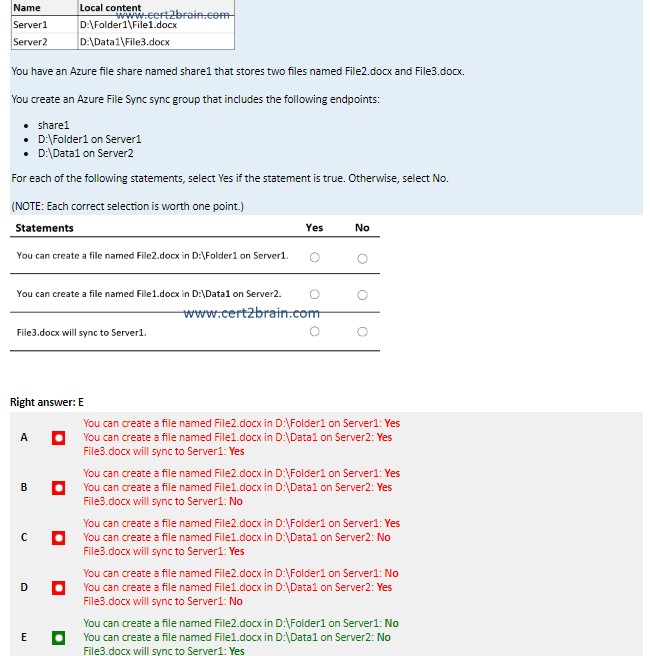 Name Local content
www.cert2brain.com
Server1 D:\Folder1\File1.docx
Server2 D:\Data1\File3.docx
You have an Azure file share named share1 that stores two files named File2.docx and File3.docx.
You create an Azure File Sync sync group that includes the following endpoints:
• share1
• D:\Folder1 on Server1
• D:\Data1 on Server2
For each of the following statements, select Yes if the statement is true. Otherwise, select No.
(NOTE: Each correct selection is worth one point.)
Statements Yes No
You can create a file named File2.docx in D:\Folder1 on Server1.
You can create a file named File1.docx in D:\Data1 on Server2.
www.cert2brain.com
File3.docx will sync to Server1.
Right answer: E
You can create a file named File2.docx in D:\Folder1 on Server1: Yes
A You can create a file named File1.docx in D:\Data1 on Server2: Yes
File3.docx will sync to Server1: Yes
You can create a file named File2.docx in D:\Folder1 on Server1: Yes
B You can create a file named File1.docx in D:\Data1 on Server2: Yes
File3.docx will sync to Server1: No
You can create a file named File2.docx in D:\Folder1 on Server1: Yes
C You can create a file named File1.docx in D:\Data1 on Server2: No
File3.docx will sync to Server1: Yes
You can create a file named File2.docx in D:\Folder1 on Server1: No
D You can create a file named File1.docx in D:\Data1 on Server2: Yes
File3.docx will sync to Server1: No
You can create a file named File2.docx in D:\Folder1 on Server1: No
E You can create a file named File1.docx in D:\Data1 on Server2: No
File3.docx will sync to Server1: Yes